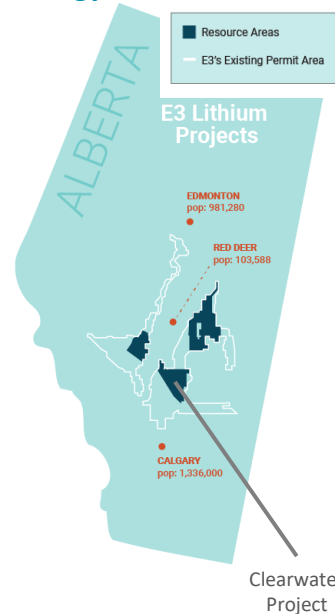 Resource Areas
E3's Existing Permit Area
ALBERTA
E3 Lithium
Projects
EDMONTON
pop: 981,280
RED DEER
pop: 103,588
CALGARY
pop: 1,336,000
Project